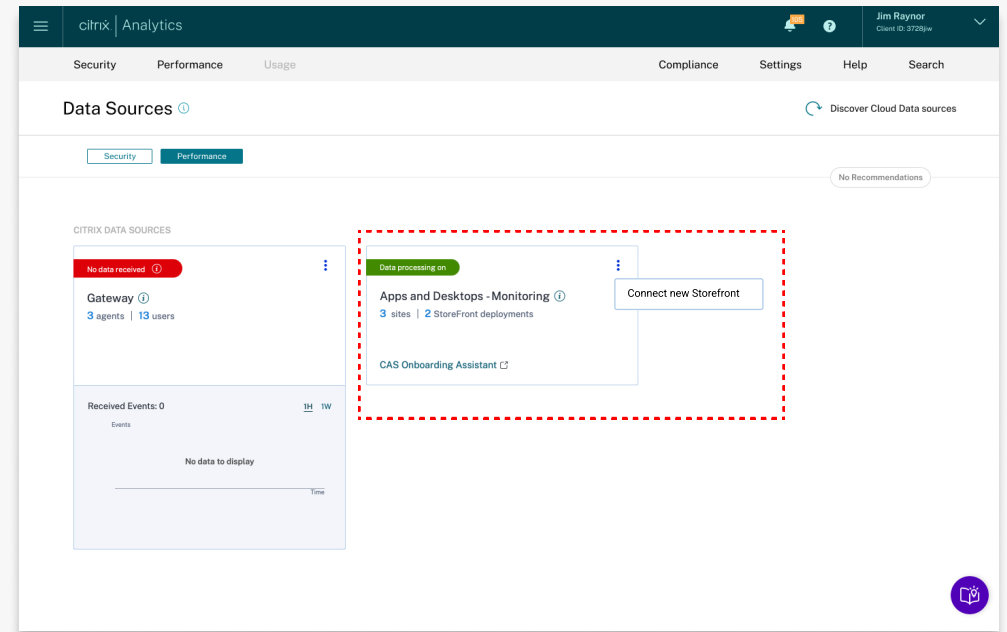 citrix | Analytics
Jim Raynor
Client ID: 3728jiw
Security Performance Usage Compliance Settings Help Search
Data Sources
Discover Cloud Data sources
Security Performance
No Recommendations
CITRIX DATA SOURCES
No data received
Gateway
3 agents | 13 users
Received Events: 0 1H 1W
Events
No data to display
Time
Data processing on
Apps and Desktops - Monitoring
3 sites | 2 StoreFront deployments
CAS Onboarding Assistant
Connect new Storefront